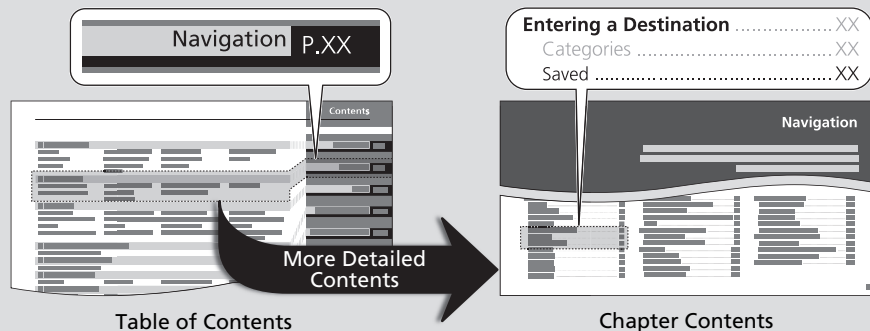 Navigation P.XX
Entering a Destination .................. XX
Categories ........................................ XX
Saved ................................................ XX
Contents
Navigation
More Detailed
Contents
Table of Contents
Chapter Contents